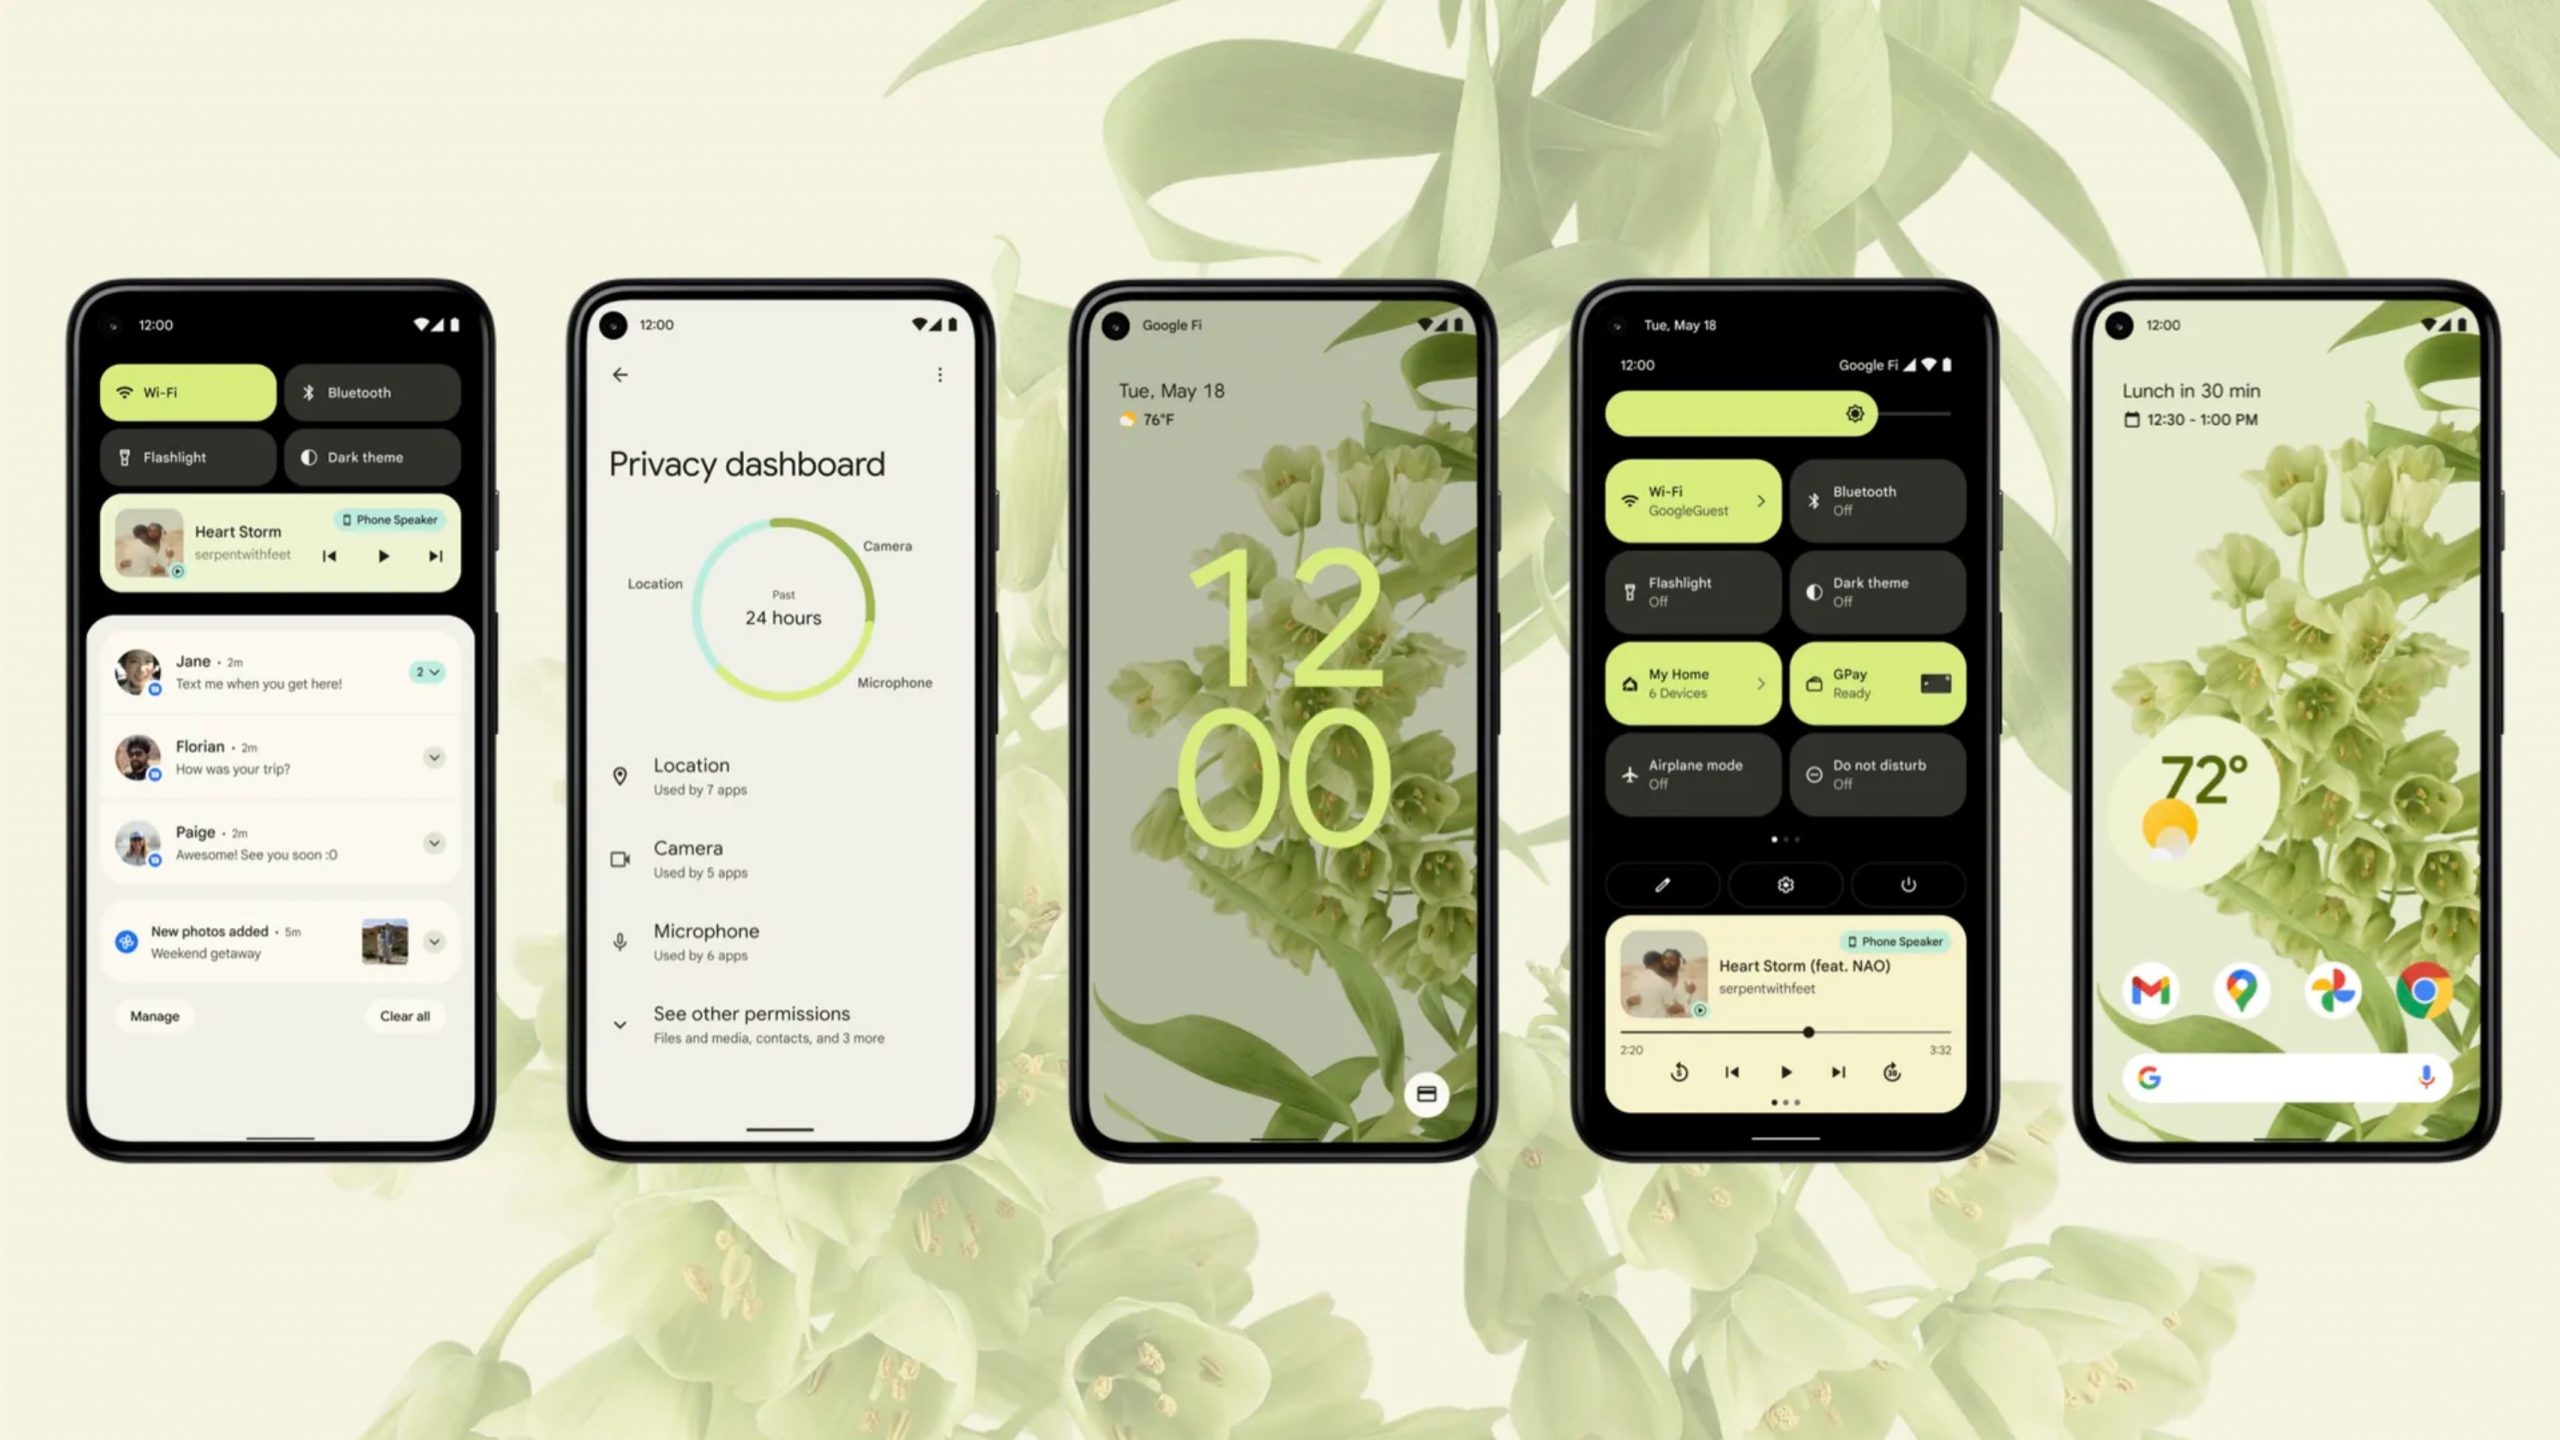 12:00
Wi-Fi
Bluetooth
Flashlight
Dark theme
Phone Speaker
Heart Storm
serpentwithfeet
Jane • 2m
Text me when you get here!
2
Florian • 2m
How was your trip?
Paige • 2m
Awesome! See you soon :0
New photos added • 5m
Weekend getaway
Manage
Clear all
12:00
Privacy dashboard
Camera
Location
Past
24 hours
Microphone
Location
Used by 7 apps
Camera
Used by 5 apps
Microphone
Used by 6 apps
See other permissions
Files and media, contacts, and 3 more
Google Fi
Tue, May 18
76°F
12
00
Tue, May 18
12:00
Google Fi
Wi-Fi
GoogleGuest
Bluetooth
Off
Flashlight
Off
Dark theme
Off
My Home
6 Devices
GPay
Ready
Airplane mode
Off
Do not disturb
Off
Phone Speaker
Heart Storm (feat. NAO)
serpentwithfeet
2:20
3:32
5
30
12:00
Lunch in 30 min
12:30 - 1:00 PM
72°
G